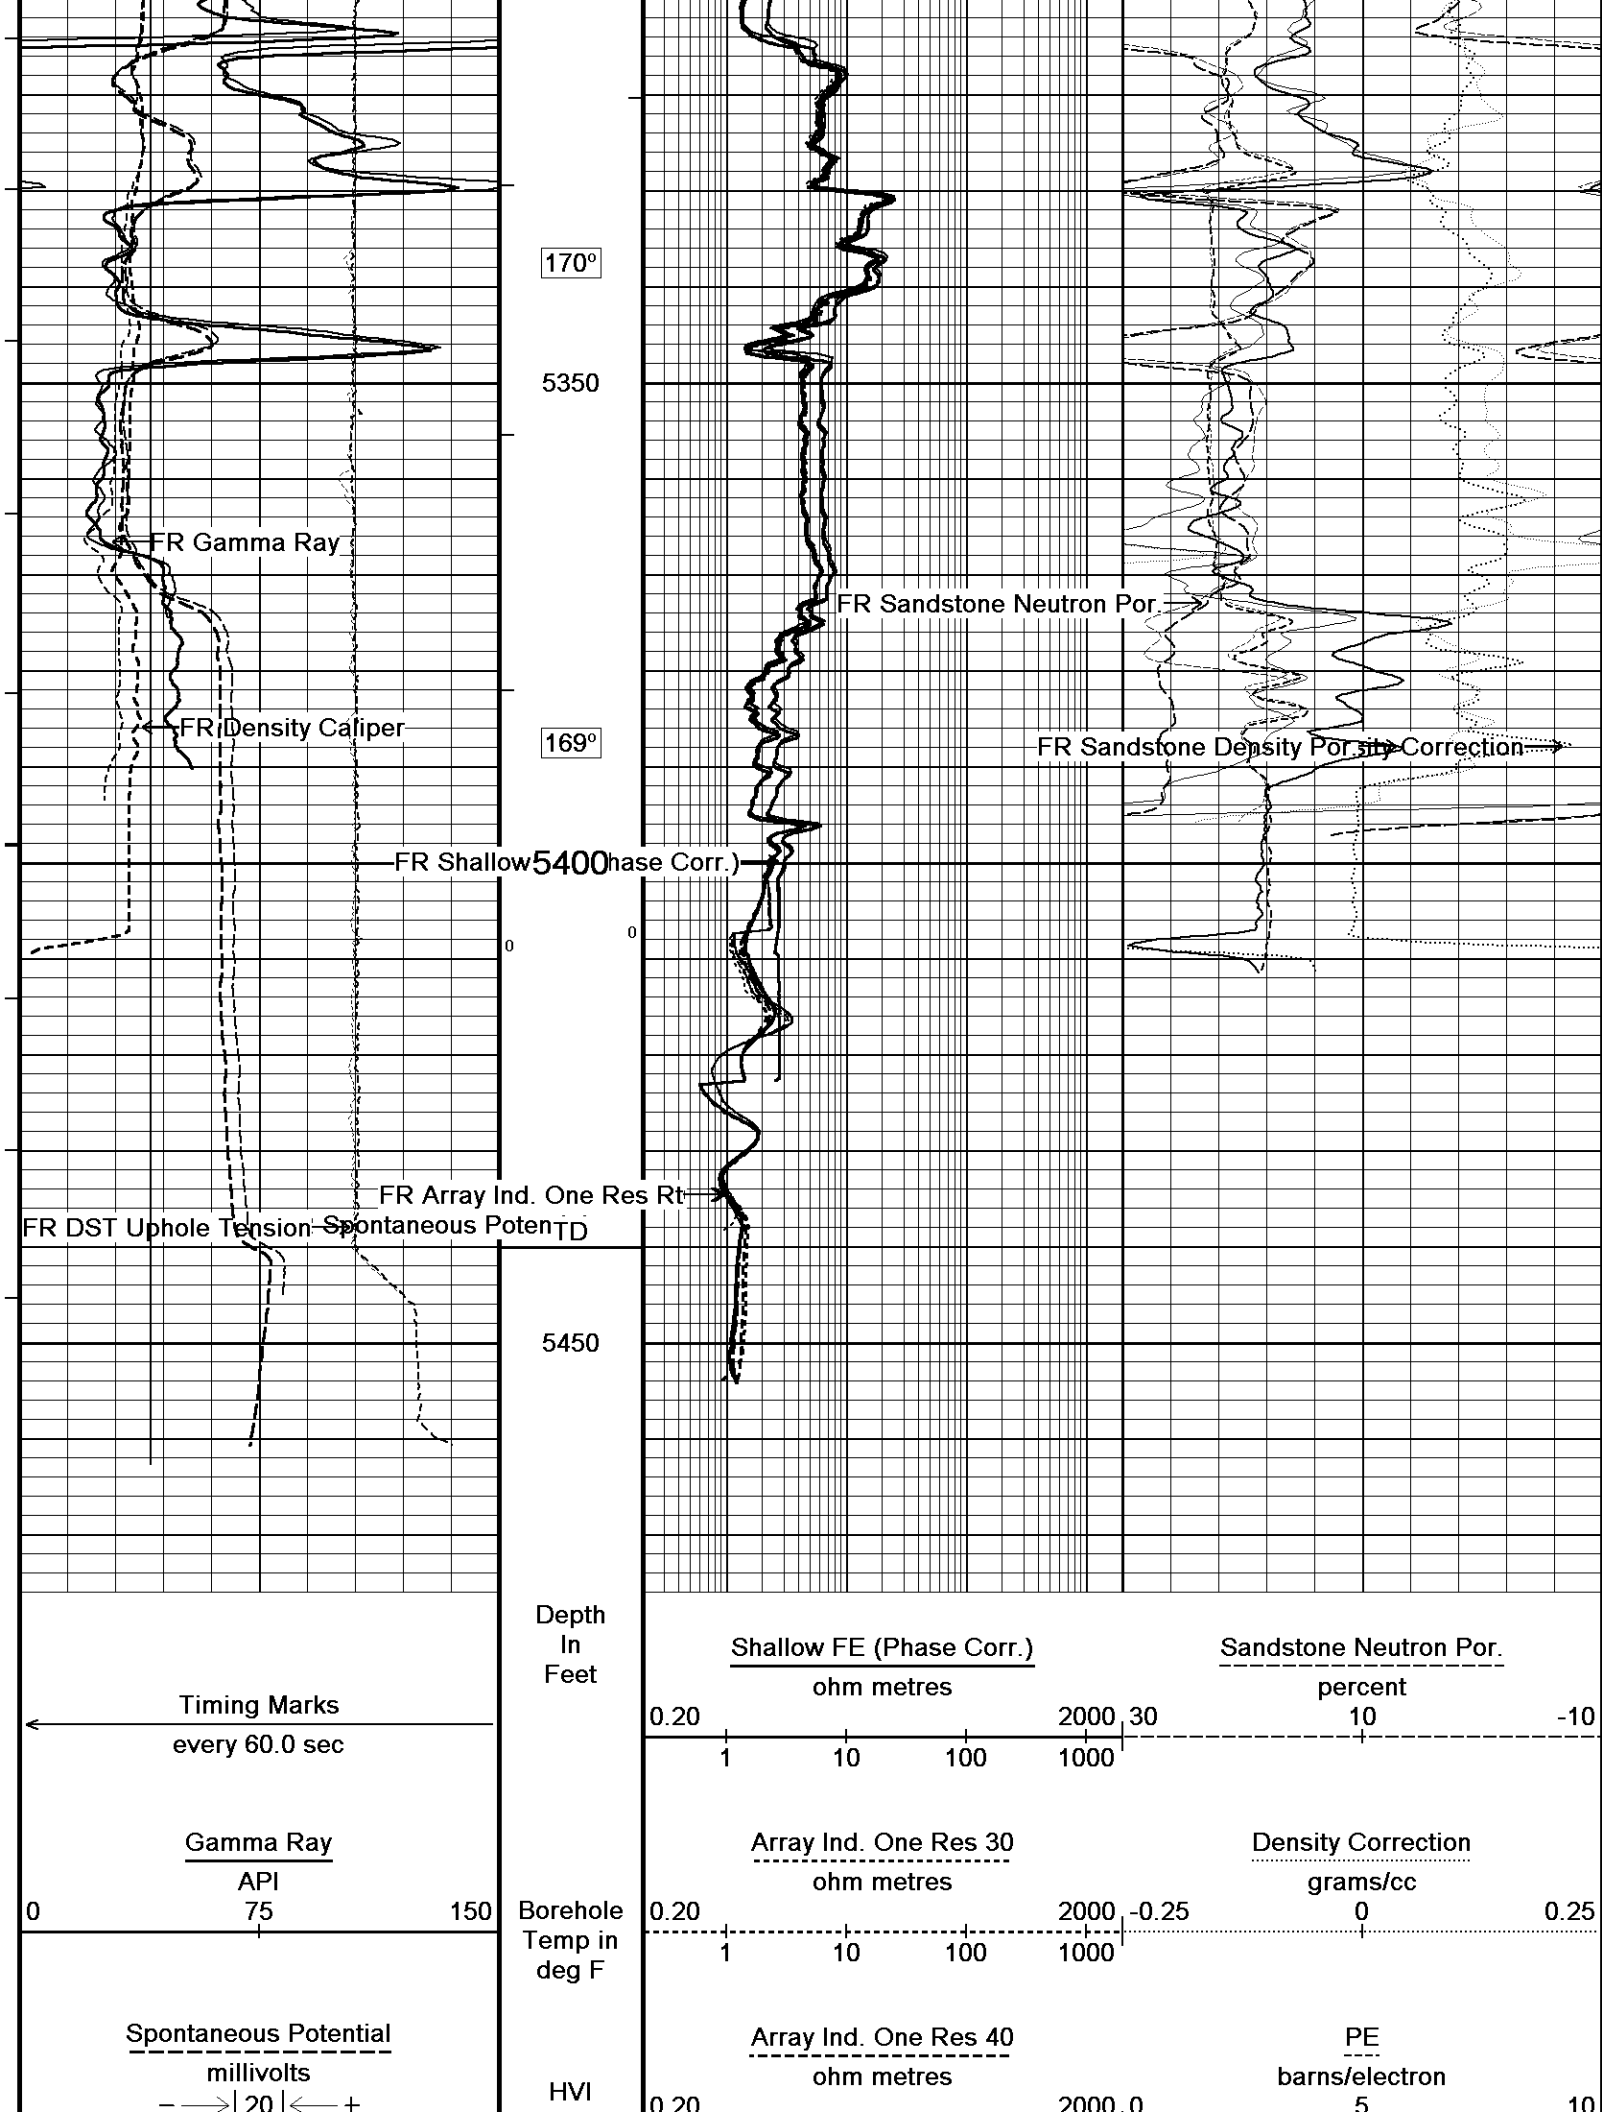 170°
5350
FR Gamma Ray
FR Sandstone Neutron Por.
FR Density Caliper
169°
FR Sandstone Density Por.
sity Correction
FR Shallow
5400
hase Corr.)
0
0
FR Array Ind. One Res Rt
FR DST Uphole Tension
Spontaneous Poten
TD
5450
Depth
In
Feet
Timing Marks
every 60.0 sec
Gamma Ray
API
0 75 150
Borehole
Temp in
deg F
Spontaneous Potential
millivolts
− 20 +
HVI
Shallow FE (Phase Corr.)
ohm metres
0.20 2000
1 10 100 1000
Array Ind. One Res 30
ohm metres
0.20 2000
1 10 100 1000
Array Ind. One Res 40
ohm metres
0.20 2000
Sandstone Neutron Por.
percent
30 10 -10
Density Correction
grams/cc
-0.25 0 0.25
PE
barns/electron
0 5 10